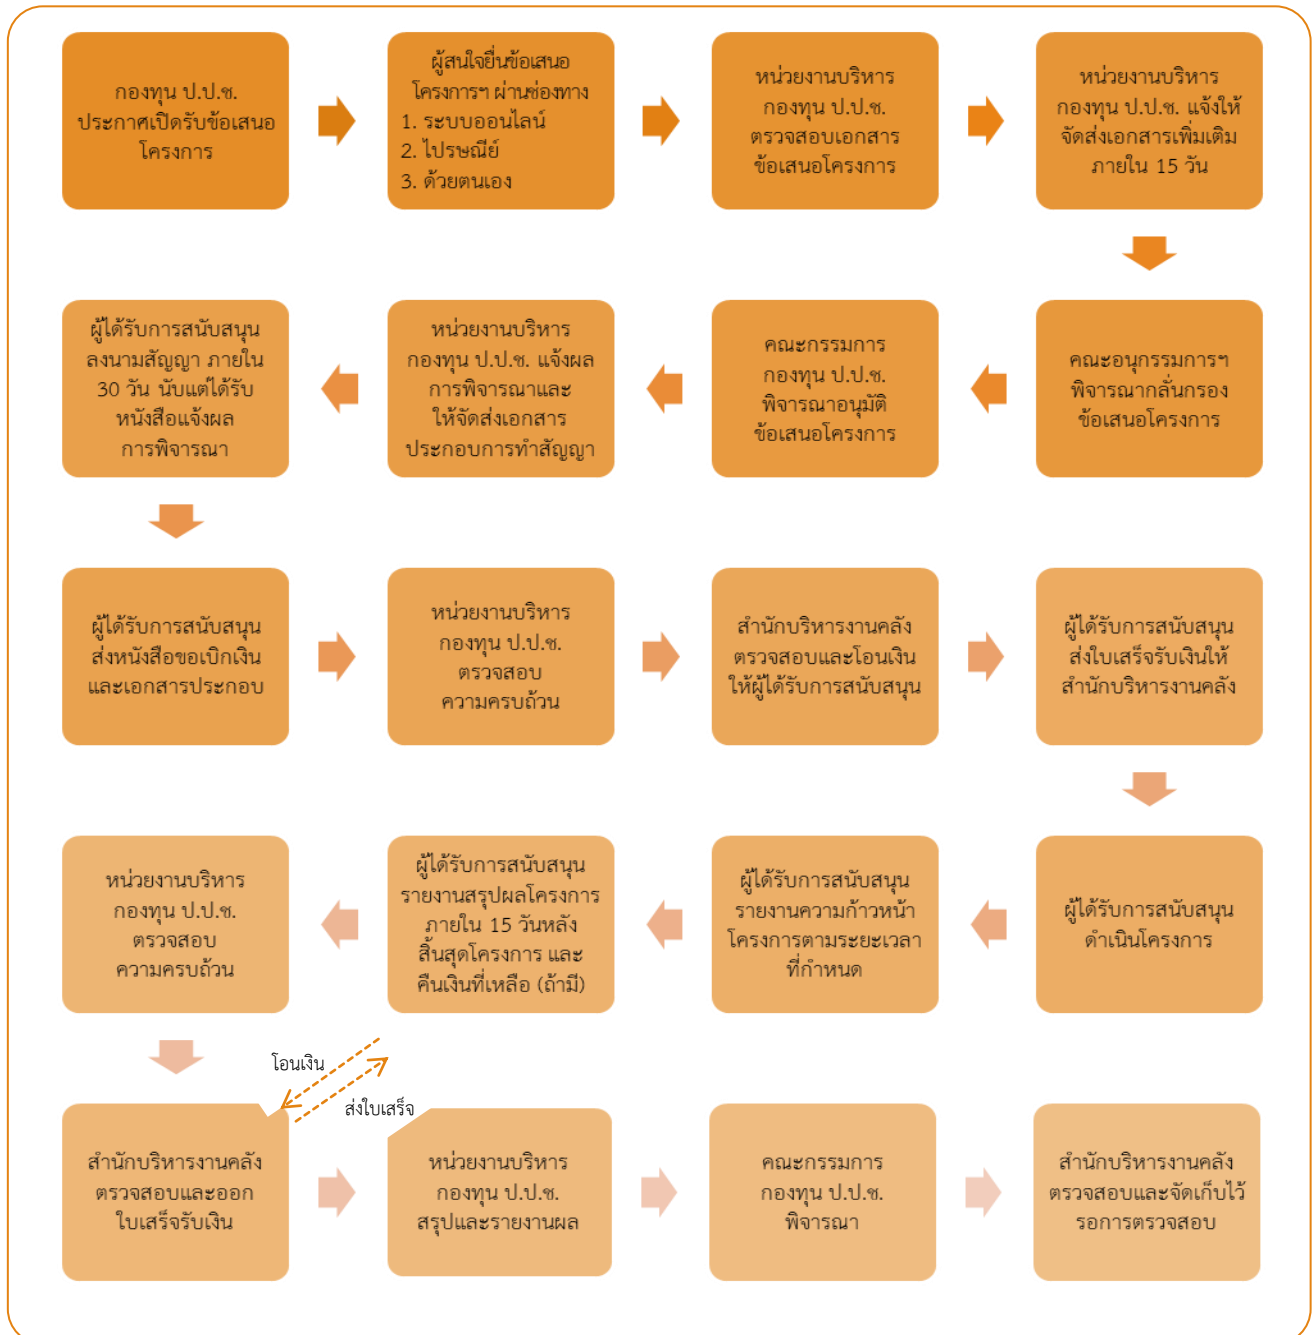 กองทุน ป.ป.ช.
ประกาศเปิดรับข้อเสนอ
โครงการ
ผู้สนใจยื่นข้อเสนอ
โครงการฯ ผ่านช่องทาง
1. ระบบออนไลน์
2. ไปรษณีย์
3. ด้วยตนเอง
หน่วยงานบริหาร
กองทุน ป.ป.ช.
ตรวจสอบเอกสาร
ข้อเสนอโครงการ
หน่วยงานบริหาร
กองทุน ป.ป.ช. แจ้งให้
จัดส่งเอกสารเพิ่มเติม
ภายใน 15 วัน
คณะอนุกรรมการฯ
พิจารณากลั่นกรอง
ข้อเสนอโครงการ
คณะกรรมการ
กองทุน ป.ป.ช.
พิจารณาอนุมัติ
ข้อเสนอโครงการ
หน่วยงานบริหาร
กองทุน ป.ป.ช. แจ้งผล
การพิจารณาและ
ให้จัดส่งเอกสาร
ประกอบการทำสัญญา
ผู้ได้รับการสนับสนุน
ลงนามสัญญา ภายใน
30 วัน นับแต่ได้รับ
หนังสือแจ้งผล
การพิจารณา
ผู้ได้รับการสนับสนุน
ส่งหนังสือขอเบิกเงิน
และเอกสารประกอบ
หน่วยงานบริหาร
กองทุน ป.ป.ช.
ตรวจสอบ
ความครบถ้วน
สำนักบริหารงานคลัง
ตรวจสอบและโอนเงิน
ให้ผู้ได้รับการสนับสนุน
ผู้ได้รับการสนับสนุน
ส่งใบเสร็จรับเงินให้
สำนักบริหารงานคลัง
ผู้ได้รับการสนับสนุน
ดำเนินโครงการ
ผู้ได้รับการสนับสนุน
รายงานความก้าวหน้า
โครงการตามระยะเวลา
ที่กำหนด
ผู้ได้รับการสนับสนุน
รายงานสรุปผลโครงการ
ภายใน 15 วันหลัง
สิ้นสุดโครงการ และ
คืนเงินที่เหลือ (ถ้ามี)
หน่วยงานบริหาร
กองทุน ป.ป.ช.
ตรวจสอบ
ความครบถ้วน
โอนเงิน
ส่งใบเสร็จ
สำนักบริหารงานคลัง
ตรวจสอบและออก
ใบเสร็จรับเงิน
หน่วยงานบริหาร
กองทุน ป.ป.ช.
สรุปและรายงานผล
คณะกรรมการ
กองทุน ป.ป.ช.
พิจารณา
สำนักบริหารงานคลัง
ตรวจสอบและจัดเก็บไว้
รอการตรวจสอบ